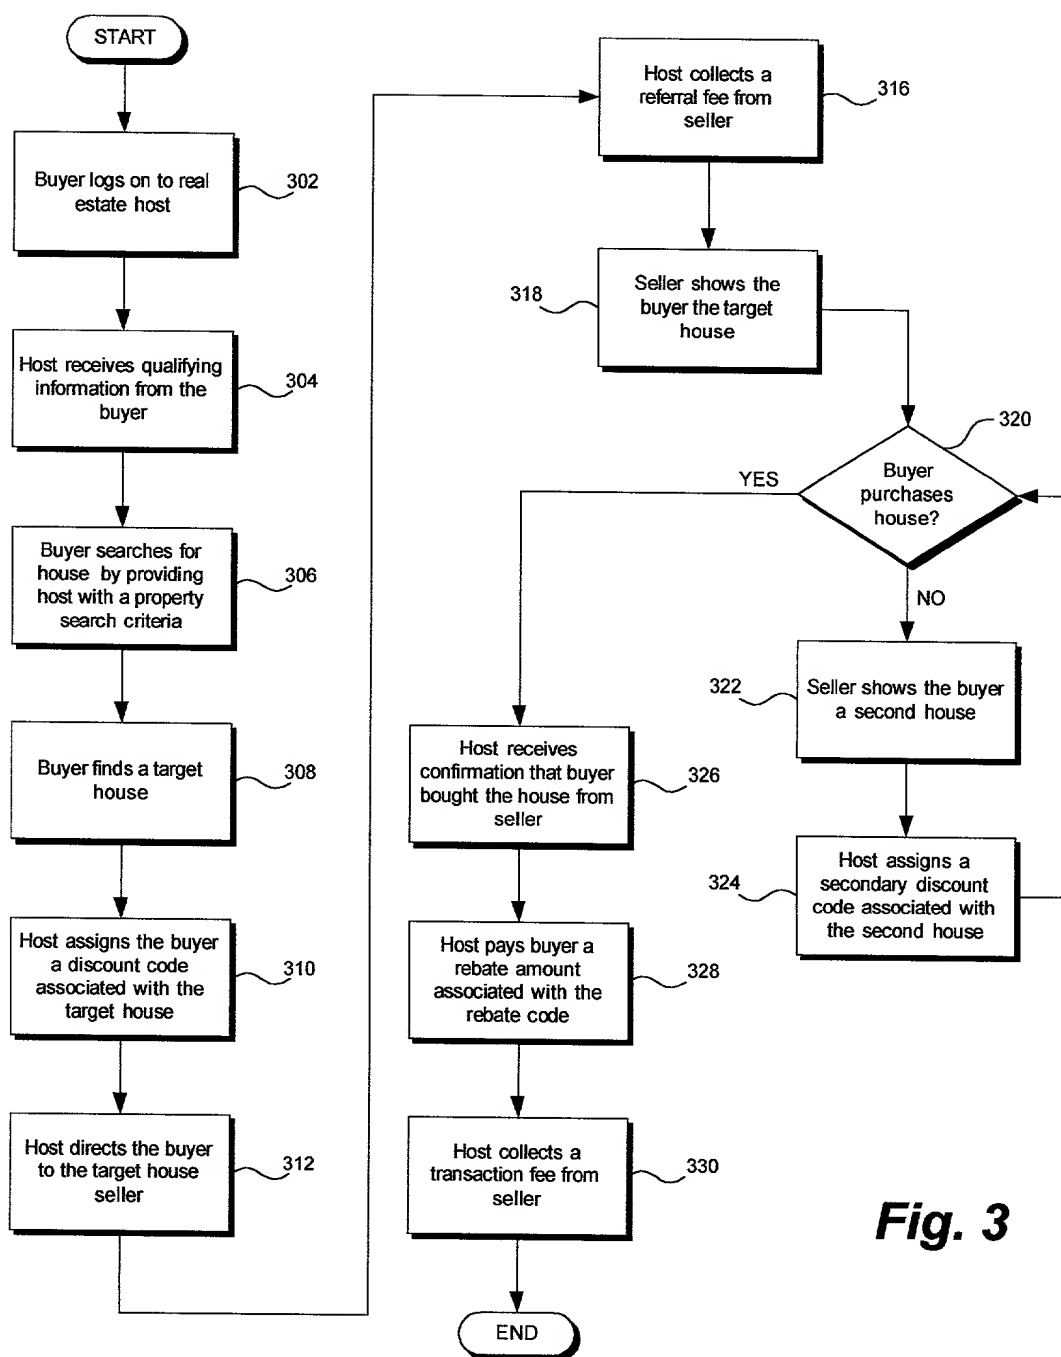 START
Buyer logs on to real
estate host
302
Host receives qualifying
information from the
buyer
304
Buyer searches for
house by providing
host with a property
search criteria
306
Buyer finds a target
house
308
Host assigns the buyer
a discount code
associated with the
target house
310
Host directs the buyer
to the target house
seller
312
Host collects a
referral fee from
seller
316
Seller shows the
buyer the target
house
318
Buyer
purchases
house?
320
YES
NO
Seller shows the buyer
a second house
322
Host assigns a
secondary discount
code associated with
the second house
324
Host receives
confirmation that buyer
bought the house from
seller
326
Host pays buyer a
rebate amount
associated with the
rebate code
328
Host collects a
transaction fee from
seller
330
END
Fig. 3